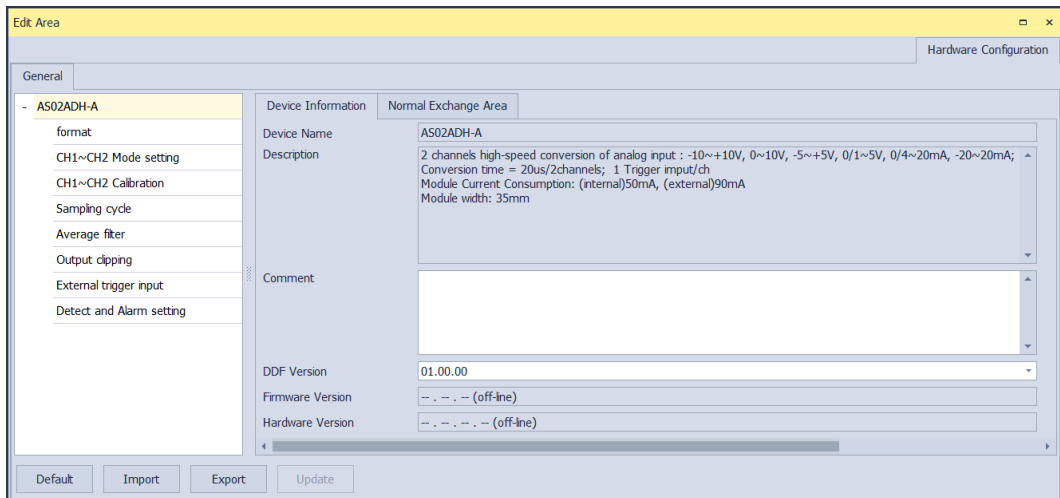 Edit Area
Hardware Configuration
General
- AS02ADH-A
format
CH1~CH2 Mode setting
CH1~CH2 Calibration
Sampling cycle
Average filter
Output clipping
External trigger input
Detect and Alarm setting
Device Information Normal Exchange Area
Device Name AS02ADH-A
Description 2 channels high-speed conversion of analog input : -10~+10V, 0~10V, -5~+5V, 0/1~5V, 0/4~20mA, -20~20mA;
Conversion time = 20us/2channels; 1 Trigger imput/ch
Module Current Consumption: (internal)50mA, (external)90mA
Module width: 35mm
Comment
DDF Version 01.00.00
Firmware Version -- . -- . -- (off-line)
Hardware Version -- . -- . -- . -- (off-line)
Default Import Export Update